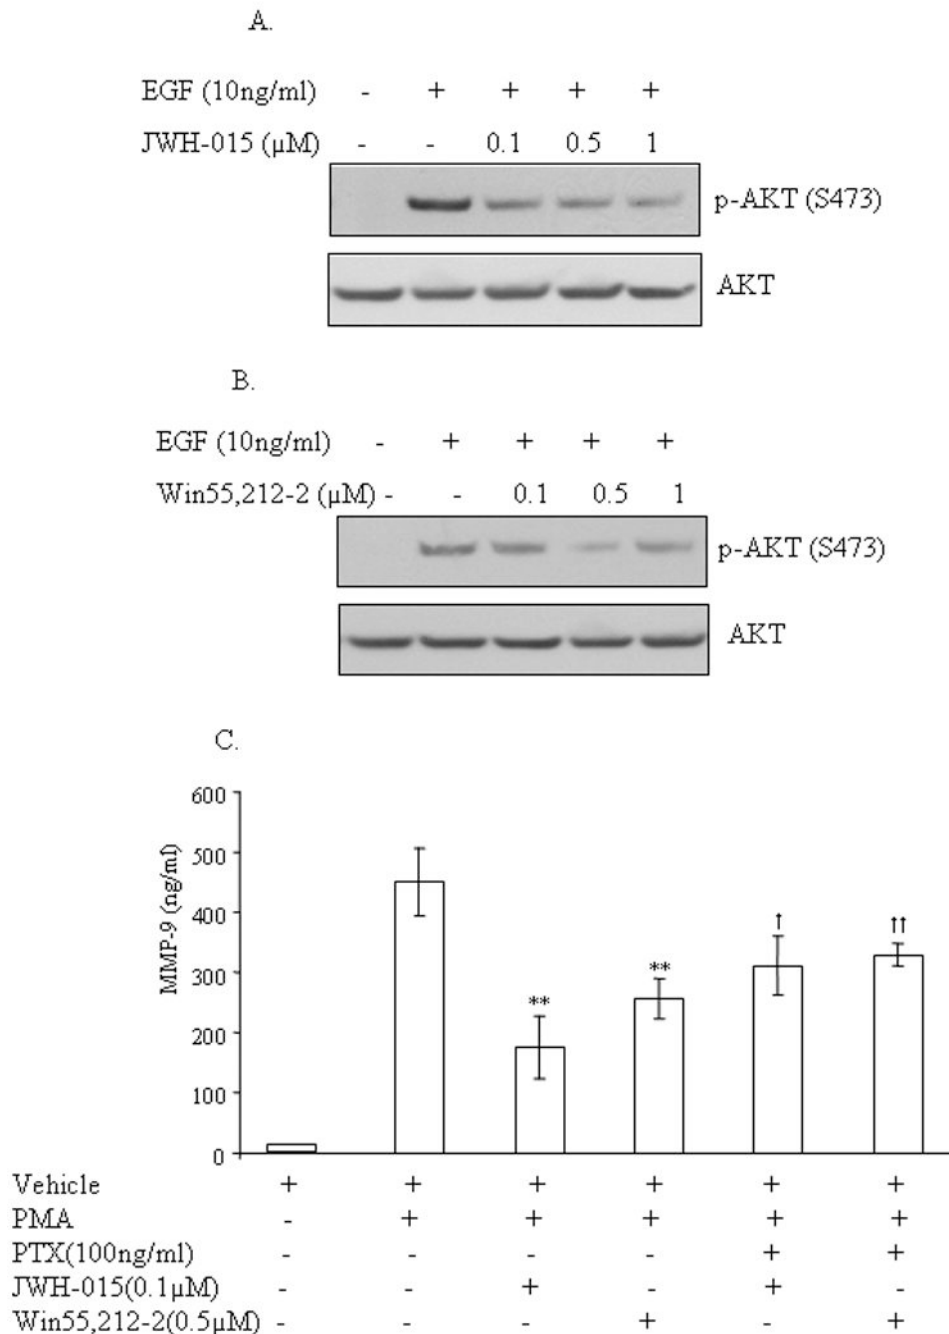 A.
EGF (10ng/ml) - + + + +
JWH-015 (µM) - - 0.1 0.5 1
p-AKT (S473)
AKT
B.
EGF (10ng/ml) - + + + +
Win55,212-2 (µM) - - 0.1 0.5 1
p-AKT (S473)
AKT
C.
MMP-9 (ng/ml)
600
500
400
300
200
100
0
** ** † ††
Vehicle + + + + + +
PMA - + + + + +
PTX(100ng/ml) - - - - + +
JWH-015(0.1µM) - - + - + -
Win55,212-2(0.5µM) - - - + - +